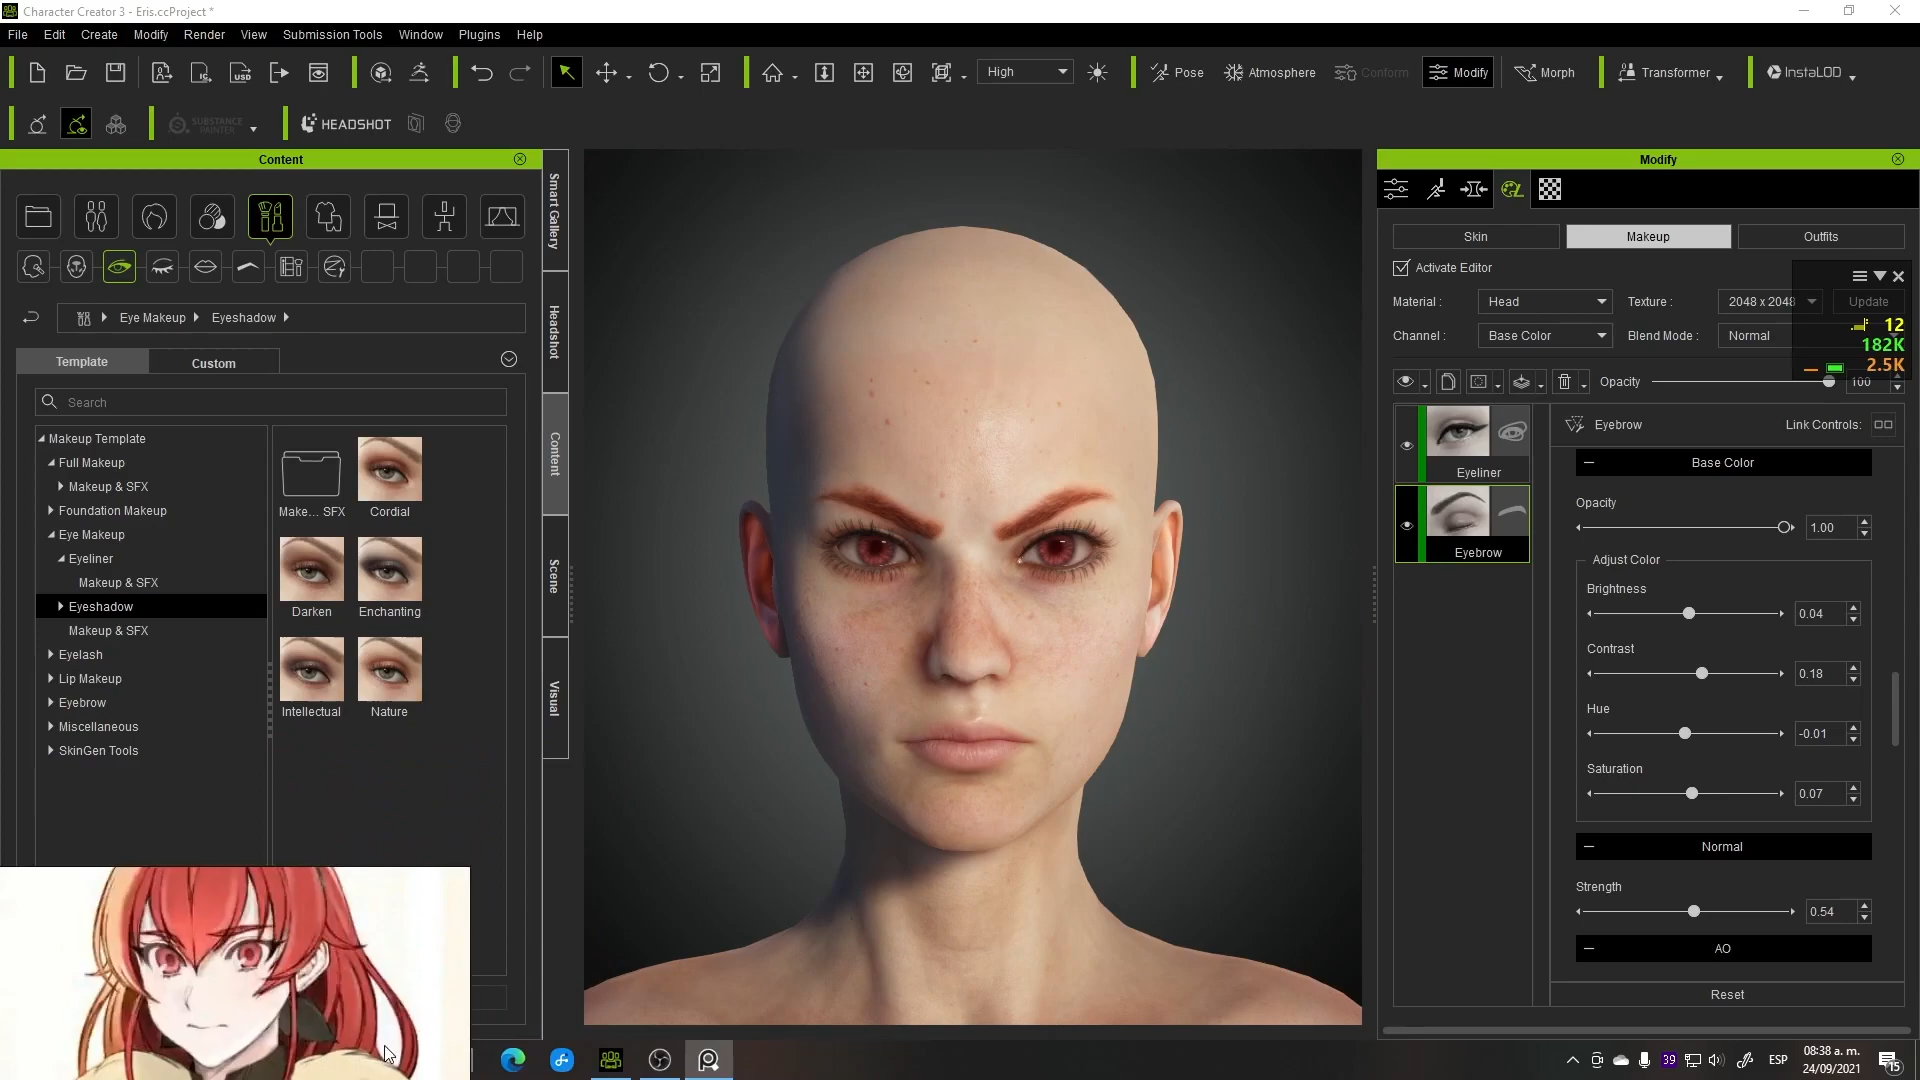 Character Creator 3 - Eris.ccProject *
File Edit Create Modify Render View Submission Tools Window Plugins Help
High Pose Atmosphere Conform Modify Morph Transformer InstaLOD
SUBSTANCE PAINTER HEADSHOT
Content
Smart Gallery
Headshot
Content
Scene
Visual
Eye Makeup Eyeshadow
Template Custom
Search
Makeup Template
Full Makeup
Makeup & SFX
Foundation Makeup
Eye Makeup
Eyeliner
Makeup & SFX
Eyeshadow
Makeup & SFX
Eyelash
Lip Makeup
Eyebrow
Miscellaneous
SkinGen Tools
Make... SFX Cordial
Darken Enchanting
Intellectual Nature
Modify
Skin Makeup Outfits
Activate Editor
Material : Head Texture : 2048 x 2048 Update
Channel : Base Color Blend Mode : Normal
12
182K
2.5K
Opacity 100
Eyeliner
Eyebrow
Eyebrow Link Controls:
Base Color
Opacity
1.00
Adjust Color
Brightness
0.04
Contrast
0.18
Hue
-0.01
Saturation
0.07
Normal
Strength
0.54
AO
Reset
39 ESP 08:38 a. m.
24/09/2021 15